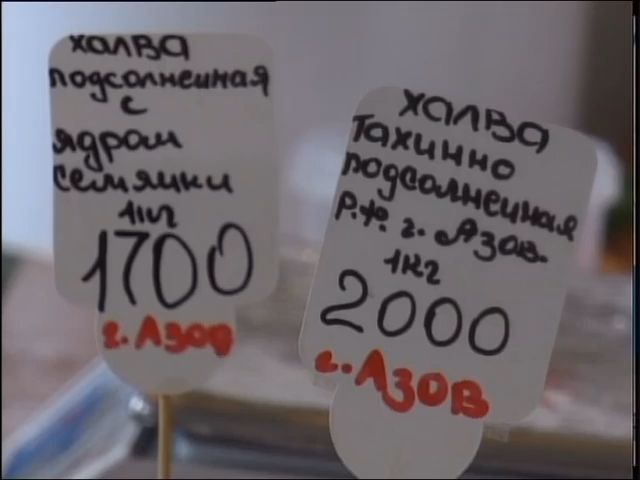 халва
подсолнечная
с
ядром
семячки
1кг
1700
г. Азов
халва
тахинно
подсолнечная
Р.Ф. г. Азов.
1кг
2000
г. Азов